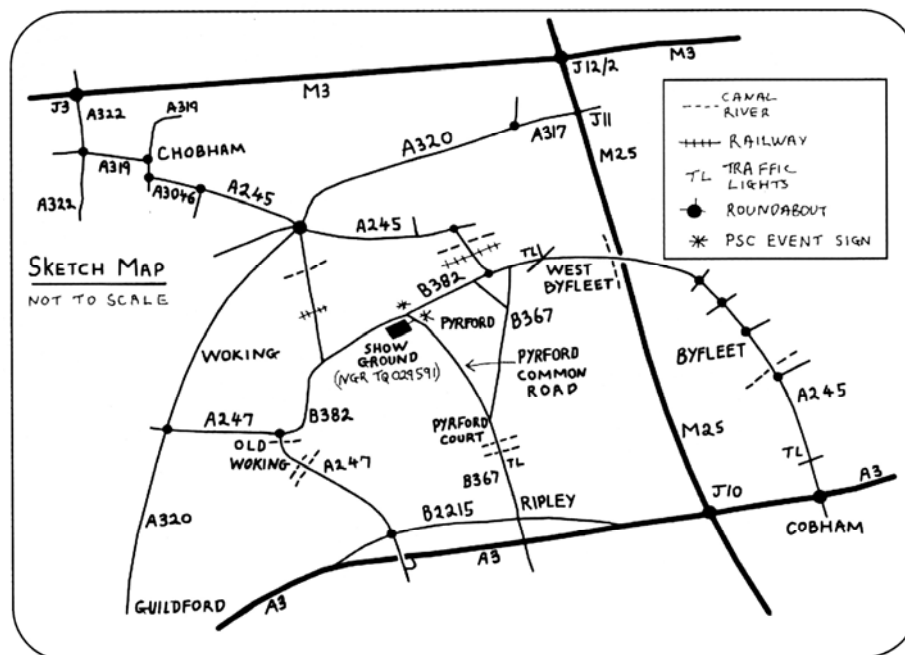 M3
M3
J12/2
J3
A322
A319
CHOBHAM
A319
A322
A3046
A245
A320
A317
J11
M25
CANAL
RIVER
RAILWAY
TL TRAFFIC
LIGHTS
ROUNDABOUT
PSC EVENT SIGN
SKETCH MAP
NOT TO SCALE
A245
TL
WEST
BYFLEET
B382
PYRFORD
B367
SHOW
GROUND
(NGR TQ029591)
PYRFORD
COMMON
ROAD
WOKING
BYFLEET
A245
A247
B382
OLD
WOKING
A247
PYRFORD
COURT
TL
B367
M25
TL
A3
J10
COBHAM
A320
B2215
RIPLEY
A3
GUILDFORD
A3